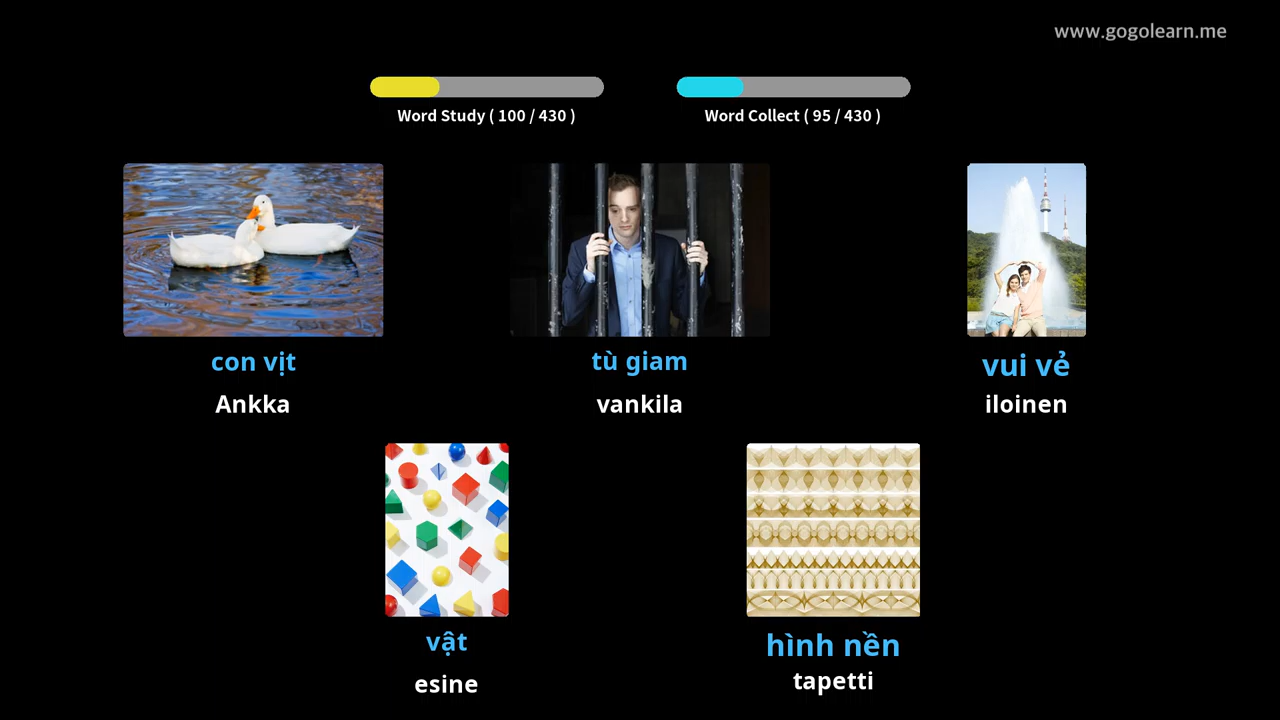 www.gogolearn.me
Word Study ( 100 / 430 )
Word Collect ( 95 / 430 )
con vịt
tù giam
vui vẻ
Ankka
vankila
iloinen
vật
hình nền
esine
tapetti